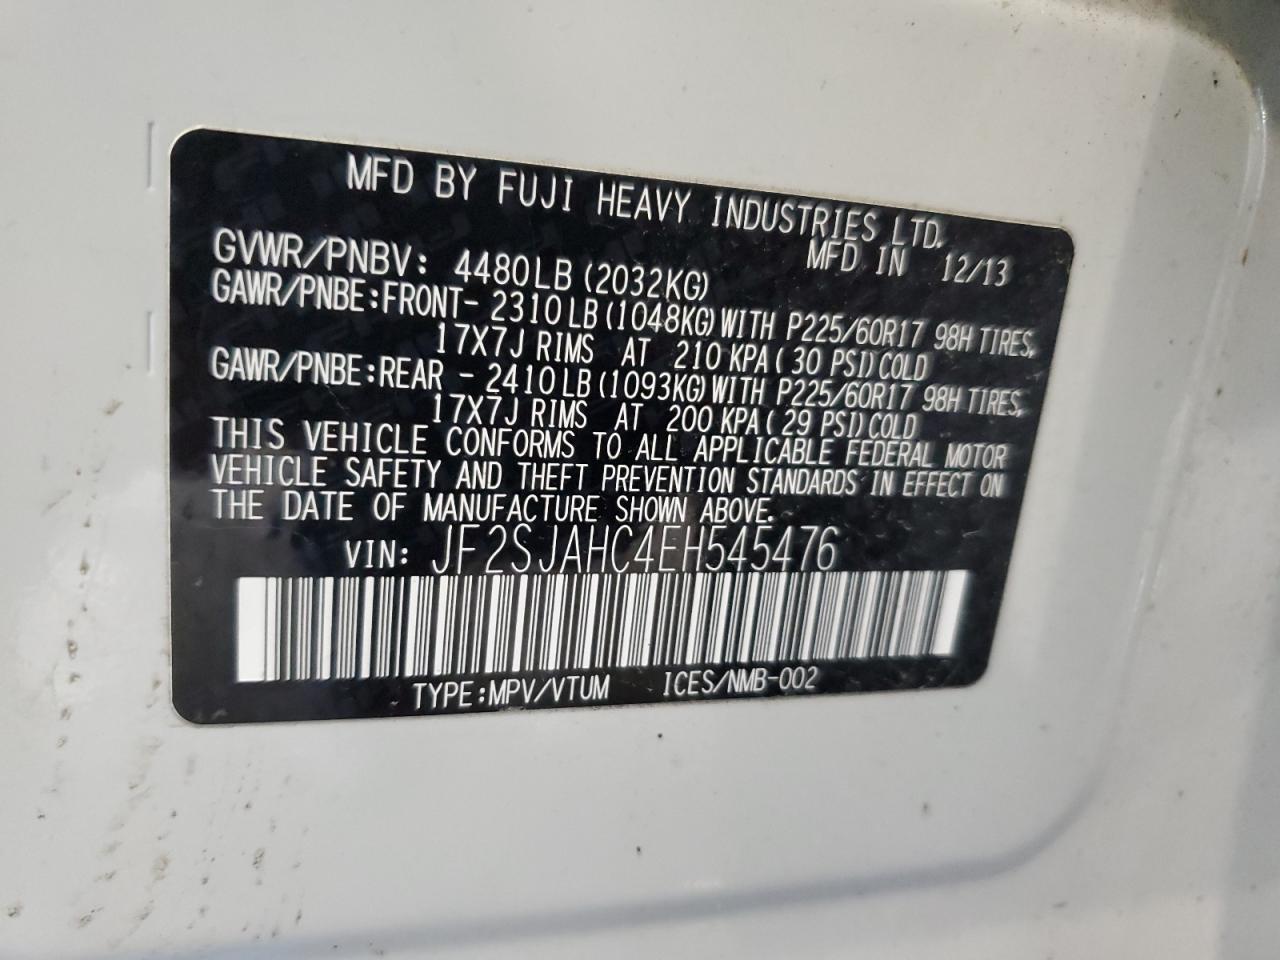 MFD BY FUJI HEAVY INDUSTRIES LTD.
MFD IN 12/13
GVWR/PNBV: 4480LB (2032KG)
GAWR/PNBE:FRONT- 2310LB (1048KG) WITH P225/60R17 98H TIRES,
17X7J RIMS AT 210 KPA ( 30 PSI) COLD
GAWR/PNBE:REAR - 2410LB (1093KG) WITH P225/60R17 98H TIRES,
17X7J RIMS AT 200 KPA ( 29 PSI) COLD
THIS VEHICLE CONFORMS TO ALL APPLICABLE FEDERAL MOTOR
VEHICLE SAFETY AND THEFT PREVENTION STANDARDS IN EFFECT ON
THE DATE OF MANUFACTURE SHOWN ABOVE.
VIN: JF2SJAHC4EH545476
TYPE:MPV/VTUM ICES/NMB-002